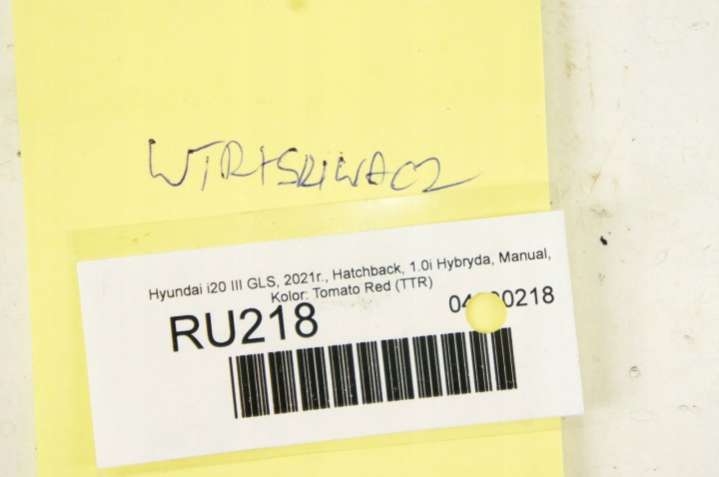 WTRYSKIWACZ
Hyundai i20 III GLS, 2021r., Hatchback, 1.0i Hybryda, Manual,
Kolor: Tomato Red (TTR)
RU218